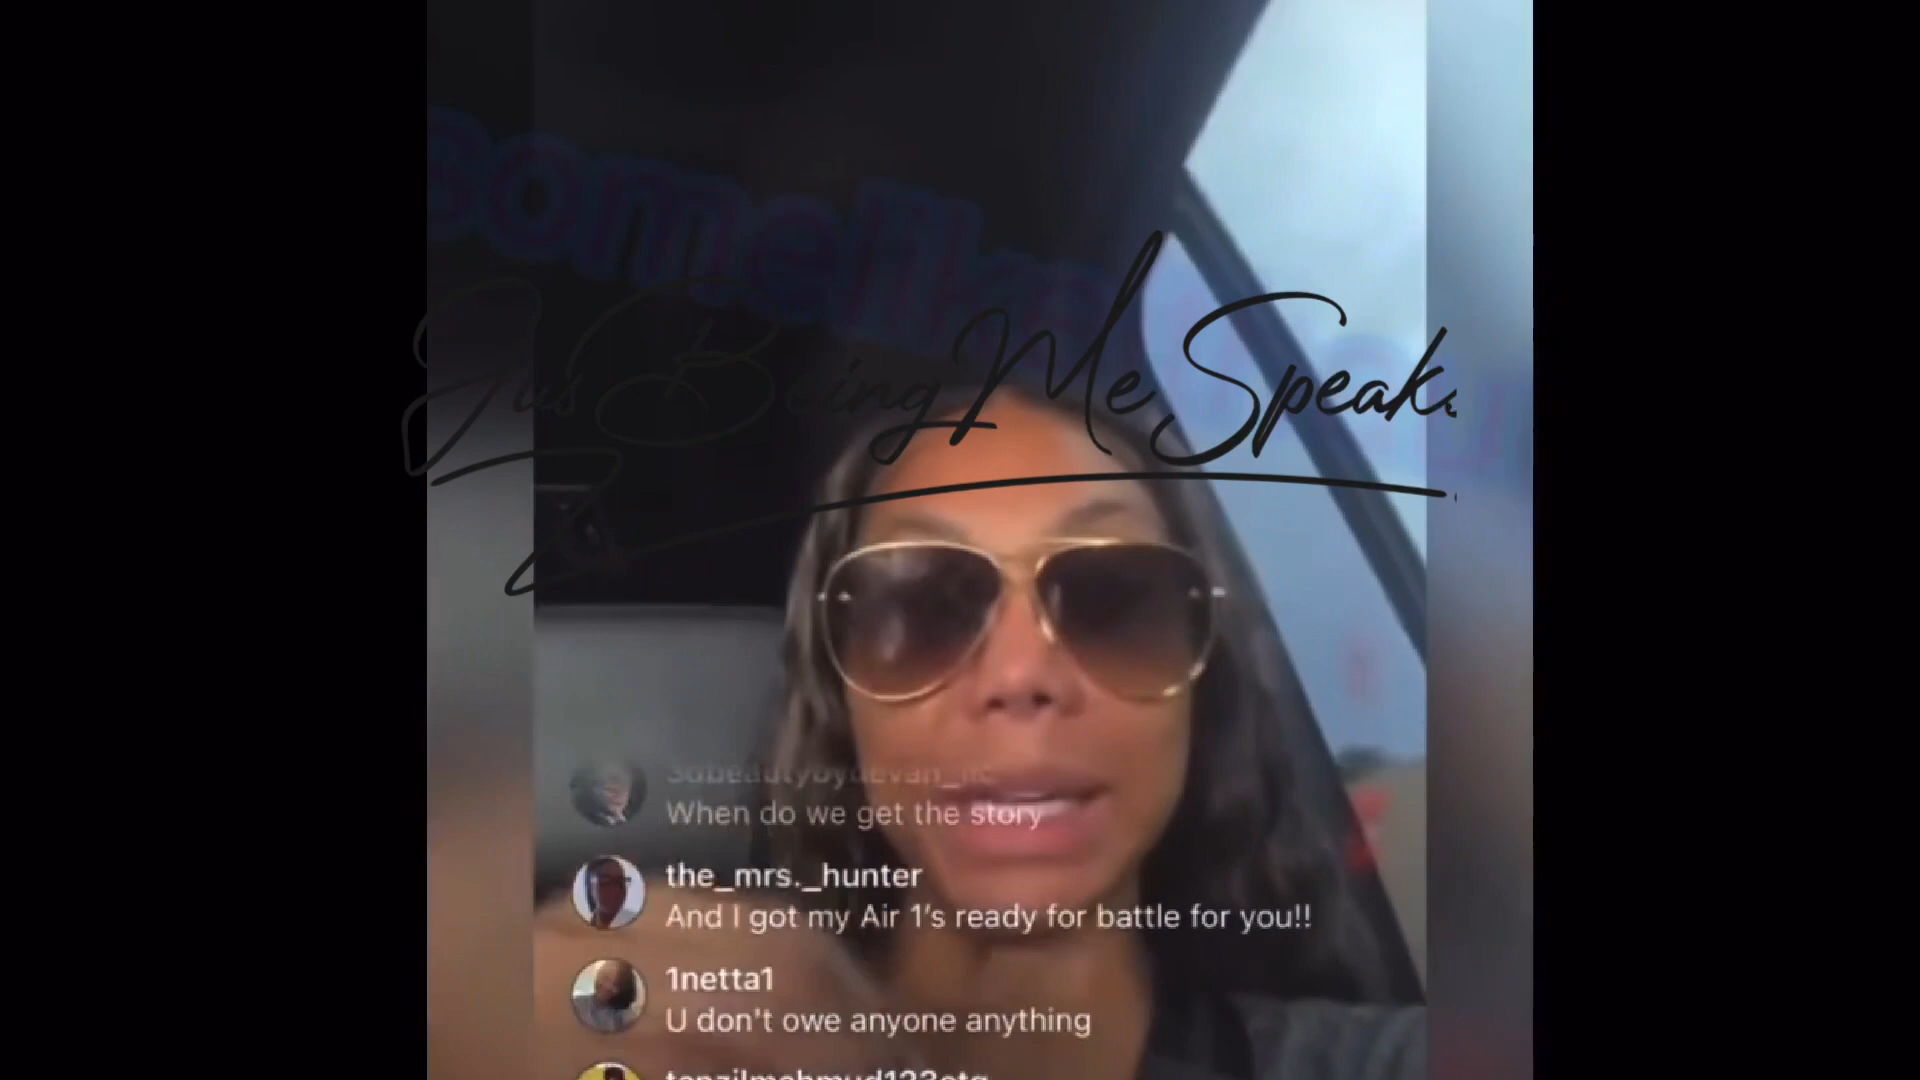 JusBeingMeSpeaks
When do we get the story
the_mrs._hunter
And I got my Air 1's ready for battle for you!!
1netta1
U don't owe anyone anything